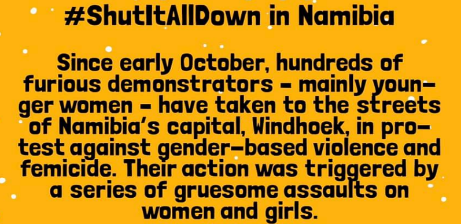 #ShutItAllDown in Namibia
Since early October, hundreds of
furious demonstrators – mainly youn-
ger women – have taken to the streets
of Namibia's capital, Windhoek, in pro-
test against gender-based violence and
femicide. Their action was triggered by
a series of gruesome assaults on
women and girls.